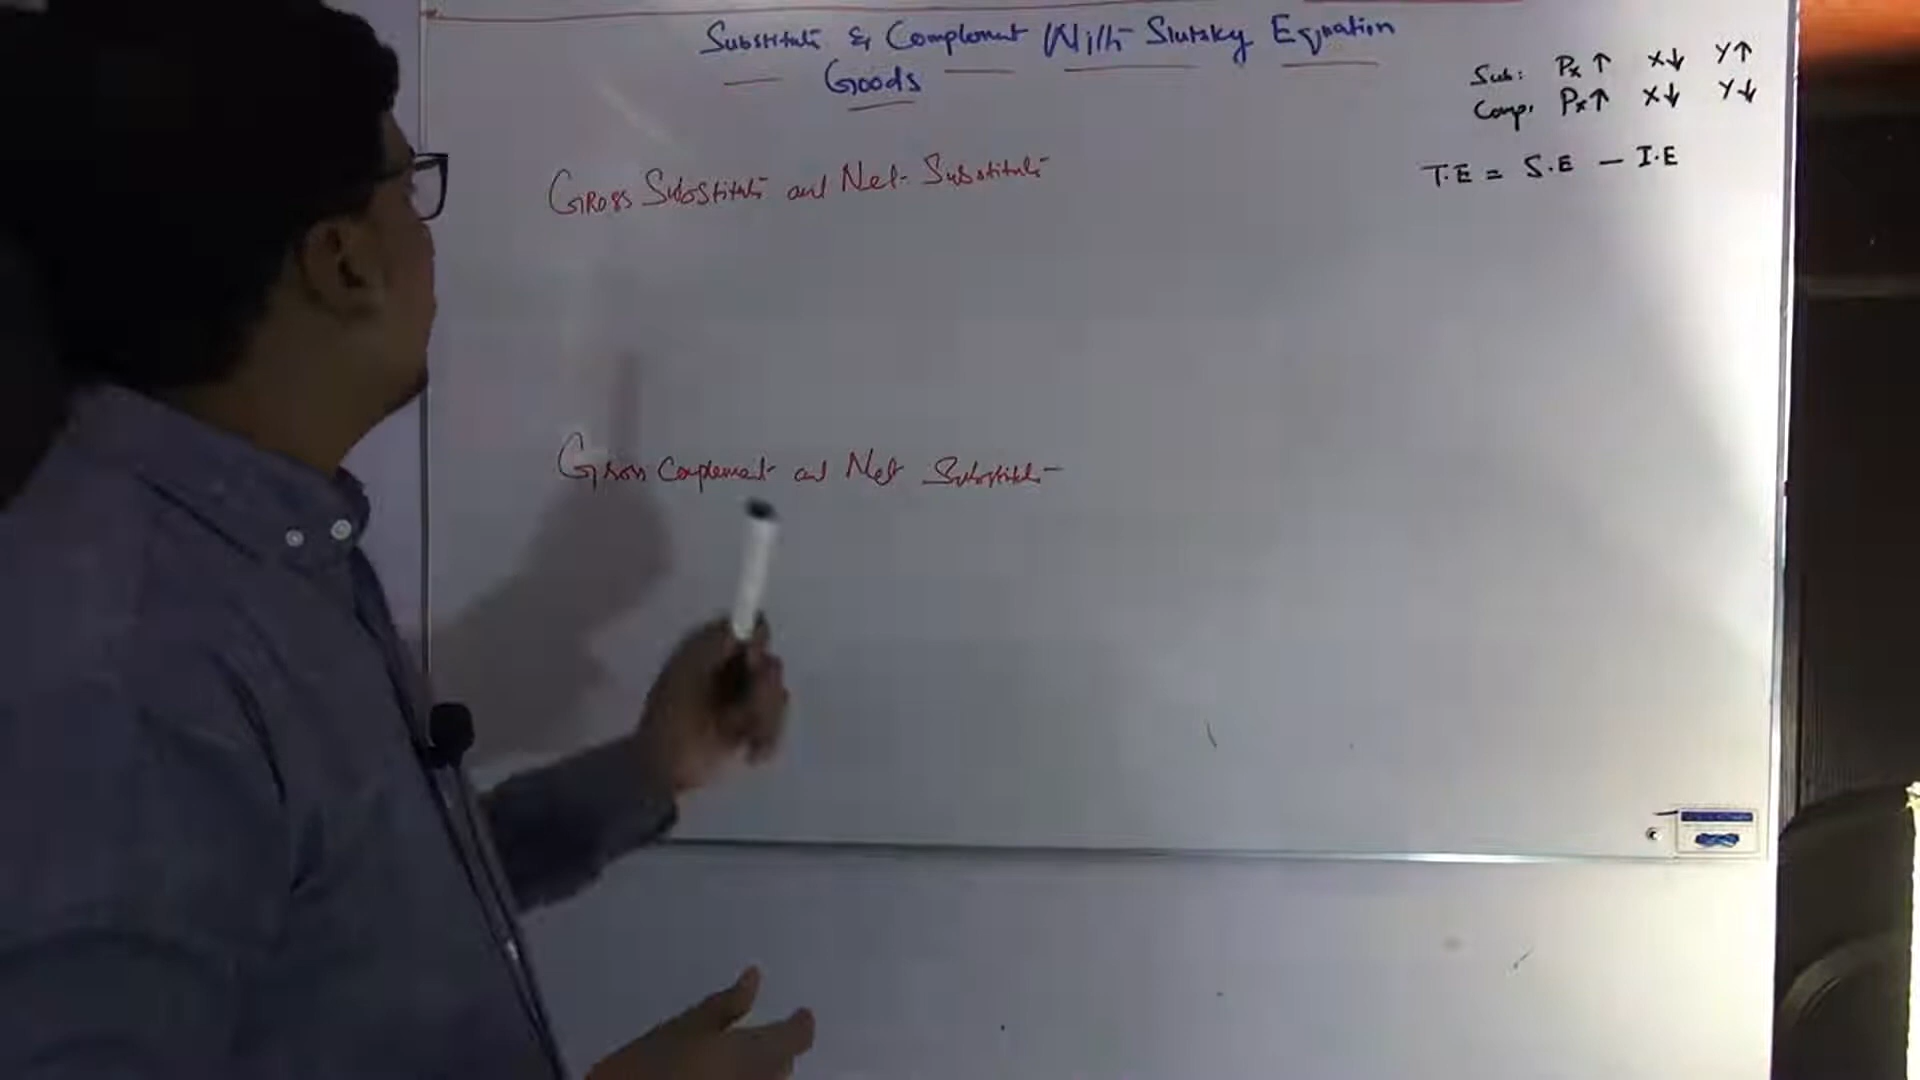 Substitute & Complement With Slutsky Equation
Goods
Sub: Px ↑ X↓ Y↑
Comp. Px↑ X↓ Y↓
T.E = S.E - I.E
Gross Substitute and Net Substitute
Gross Complement and Net Substitute